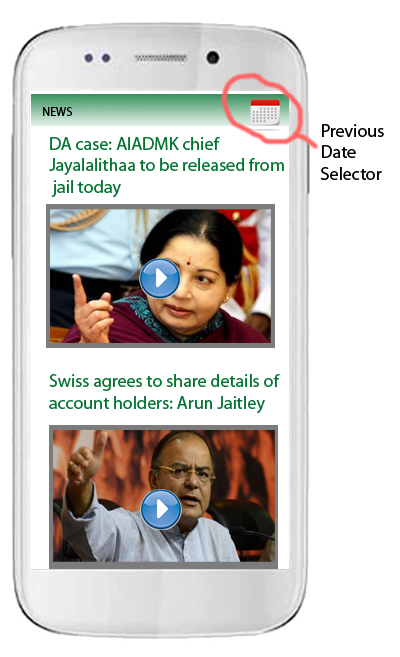 NEWS
DA case: AIADMK chief
Jayalalithaa to be released from
jail today
Previous
Date
Selector
Swiss agrees to share details of
account holders: Arun Jaitley